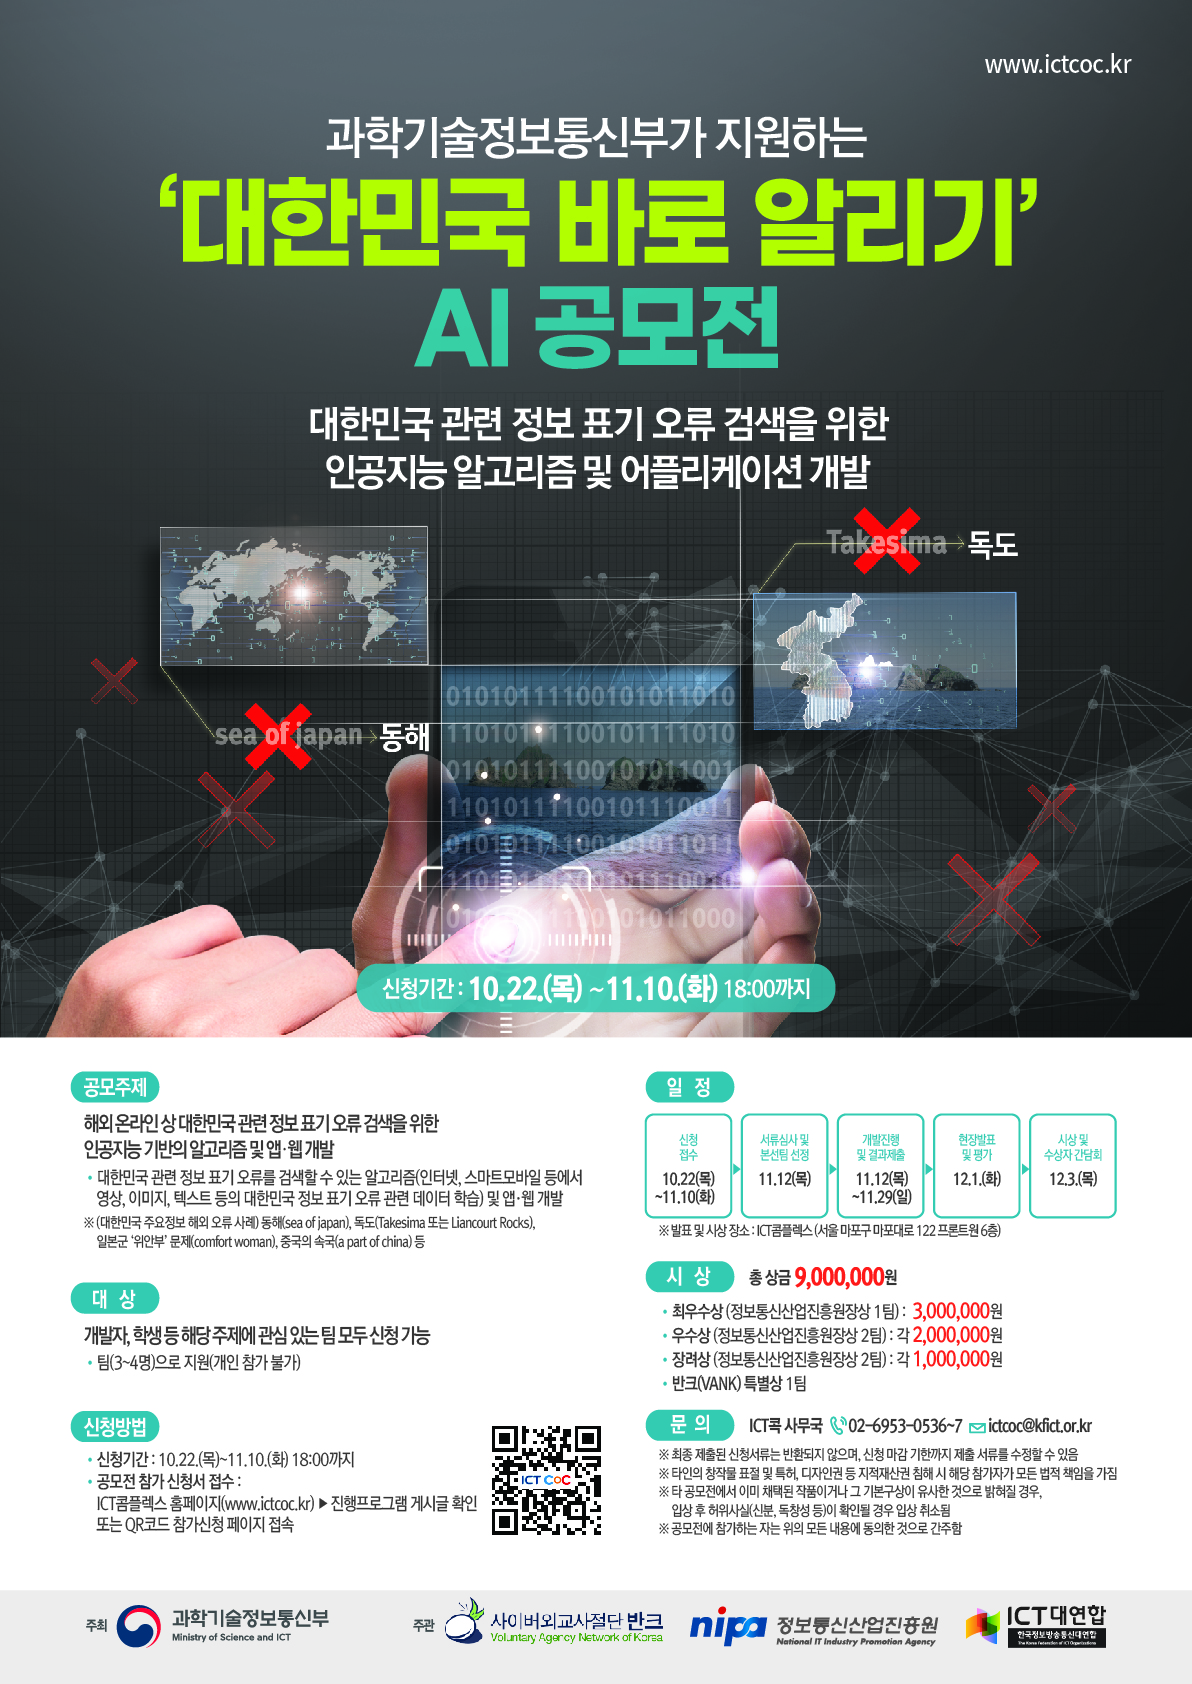 www.ictcoc.kr
과학기술정보통신부가 지원하는
‘대한민국 바로 알리기’
AI 공모전
대한민국 관련 정보 표기 오류 검색을 위한
인공지능 알고리즘 및 어플리케이션 개발
Takesima
독도
sea of japan
동해
신청기간 : 10.22.(목) ~ 11.10.(화) 18:00까지
공모주제
해외 온라인 상 대한민국 관련 정보 표기 오류 검색을 위한
인공지능 기반의 알고리즘 및 앱·웹 개발
• 대한민국 관련 정보 표기 오류를 검색할 수 있는 알고리즘(인터넷, 스마트모바일 등에서
영상, 이미지, 텍스트 등의 대한민국 정보 표기 오류 관련 데이터 학습) 및 앱·웹 개발
※ (대한민국 주요정보 해외 오류 사례) 동해(sea of japan), 독도(Takesima 또는 Liancourt Rocks),
일본군 ‘위안부’ 문제(comfort woman), 중국의 속국(a part of china) 등
대 상
개발자, 학생 등 해당 주제에 관심 있는 팀 모두 신청 가능
• 팀(3~4명)으로 지원(개인 참가 불가)
신청방법
• 신청기간 : 10.22.(목)~11.10.(화) 18:00까지
• 공모전 참가 신청서 접수 :
ICT콤플렉스 홈페이지(www.ictcoc.kr) ▶ 진행프로그램 게시글 확인
또는 QR코드 참가신청 페이지 접속
ICT COC
일 정
신청
접수
10.22(목)
~11.10(화)
서류심사 및
본선팀 선정
11.12(목)
개발진행
및 결과제출
11.12(목)
~11.29(일)
현장발표
및 평가
12.1.(화)
시상 및
수상자 간담회
12.3.(목)
※ 발표 및 시상 장소 : ICT콤플렉스 (서울 마포구 마포대로 122 프론트원 6층)
시 상
총 상금 9,000,000원
• 최우수상 (정보통신산업진흥원장상 1팀) : 3,000,000원
• 우수상 (정보통신산업진흥원장상 2팀) : 각 2,000,000원
• 장려상 (정보통신산업진흥원장상 2팀) : 각 1,000,000원
• 반크(VANK) 특별상 1팀
문 의
ICT콕 사무국 02-6953-0536~7 ictcoc@kfict.or.kr
※ 최종 제출된 신청서류는 반환되지 않으며, 신청 마감 기한까지 제출 서류를 수정할 수 있음
※ 타인의 창작물 표절 및 특허, 디자인권 등 지적재산권 침해 시 해당 참가자가 모든 법적 책임을 가짐
※ 타 공모전에서 이미 채택된 작품이거나 그 기본구상이 유사한 것으로 밝혀질 경우,
입상 후 허위사실(신분, 독창성 등)이 확인될 경우 입상 취소됨
※ 공모전에 참가하는 자는 위의 모든 내용에 동의한 것으로 간주함
주최
과학기술정보통신부
Ministry of Science and ICT
주관
사이버외교사절단 반크
Voluntary Agency Network of Korea
nipa
정보통신산업진흥원
National IT Industry Promotion Agency
ICT대연합
한국정보방송통신대연합
The Korea Federation of ICT Organizations